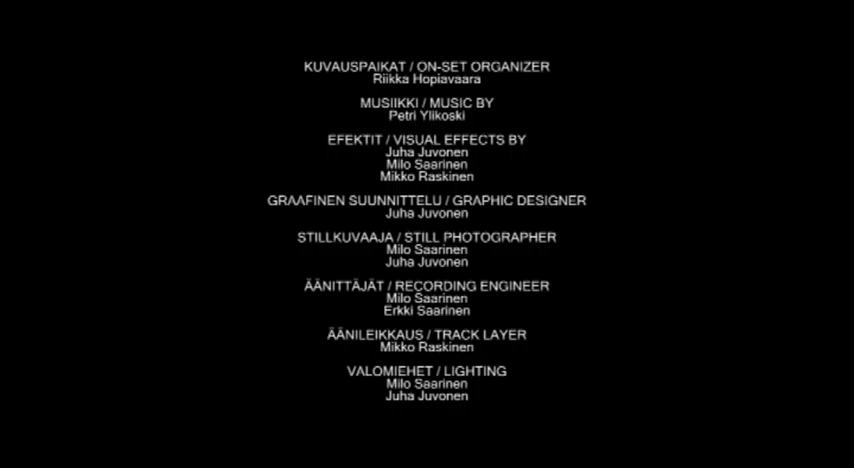 KUVAUSPAIKAT / ON-SET ORGANIZER
Riikka Hopiavaara
MUSIIKKI / MUSIC BY
Petri Ylikoski
EFEKTIT / VISUAL EFFECTS BY
Juha Juvonen
Milo Saarinen
Mikko Raskinen
GRAAFINEN SUUNNITTELU / GRAPHIC DESIGNER
Juha Juvonen
STILLKUVAAJA / STILL PHOTOGRAPHER
Milo Saarinen
Juha Juvonen
ÄÄNITTÄJÄT / RECORDING ENGINEER
Milo Saarinen
Erkki Saarinen
ÄÄNILEIKKAUS / TRACK LAYER
Mikko Raskinen
VALOMIEHET / LIGHTING
Milo Saarinen
Juha Juvonen